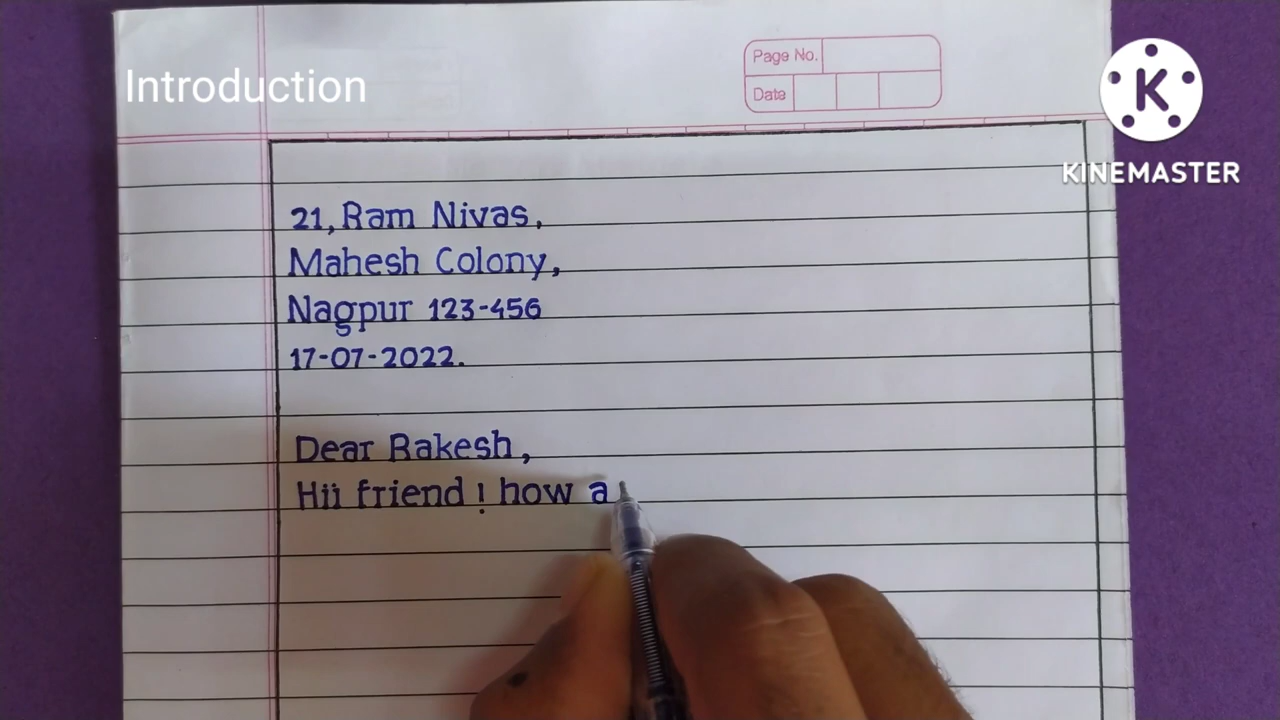 Introduction
Page No.
Date
K
KINEMASTER
21, Ram Nivas,
Mahesh Colony,
Nagpur 123-456
17-07-2022.
Dear Rakesh,
Hii friend! how a